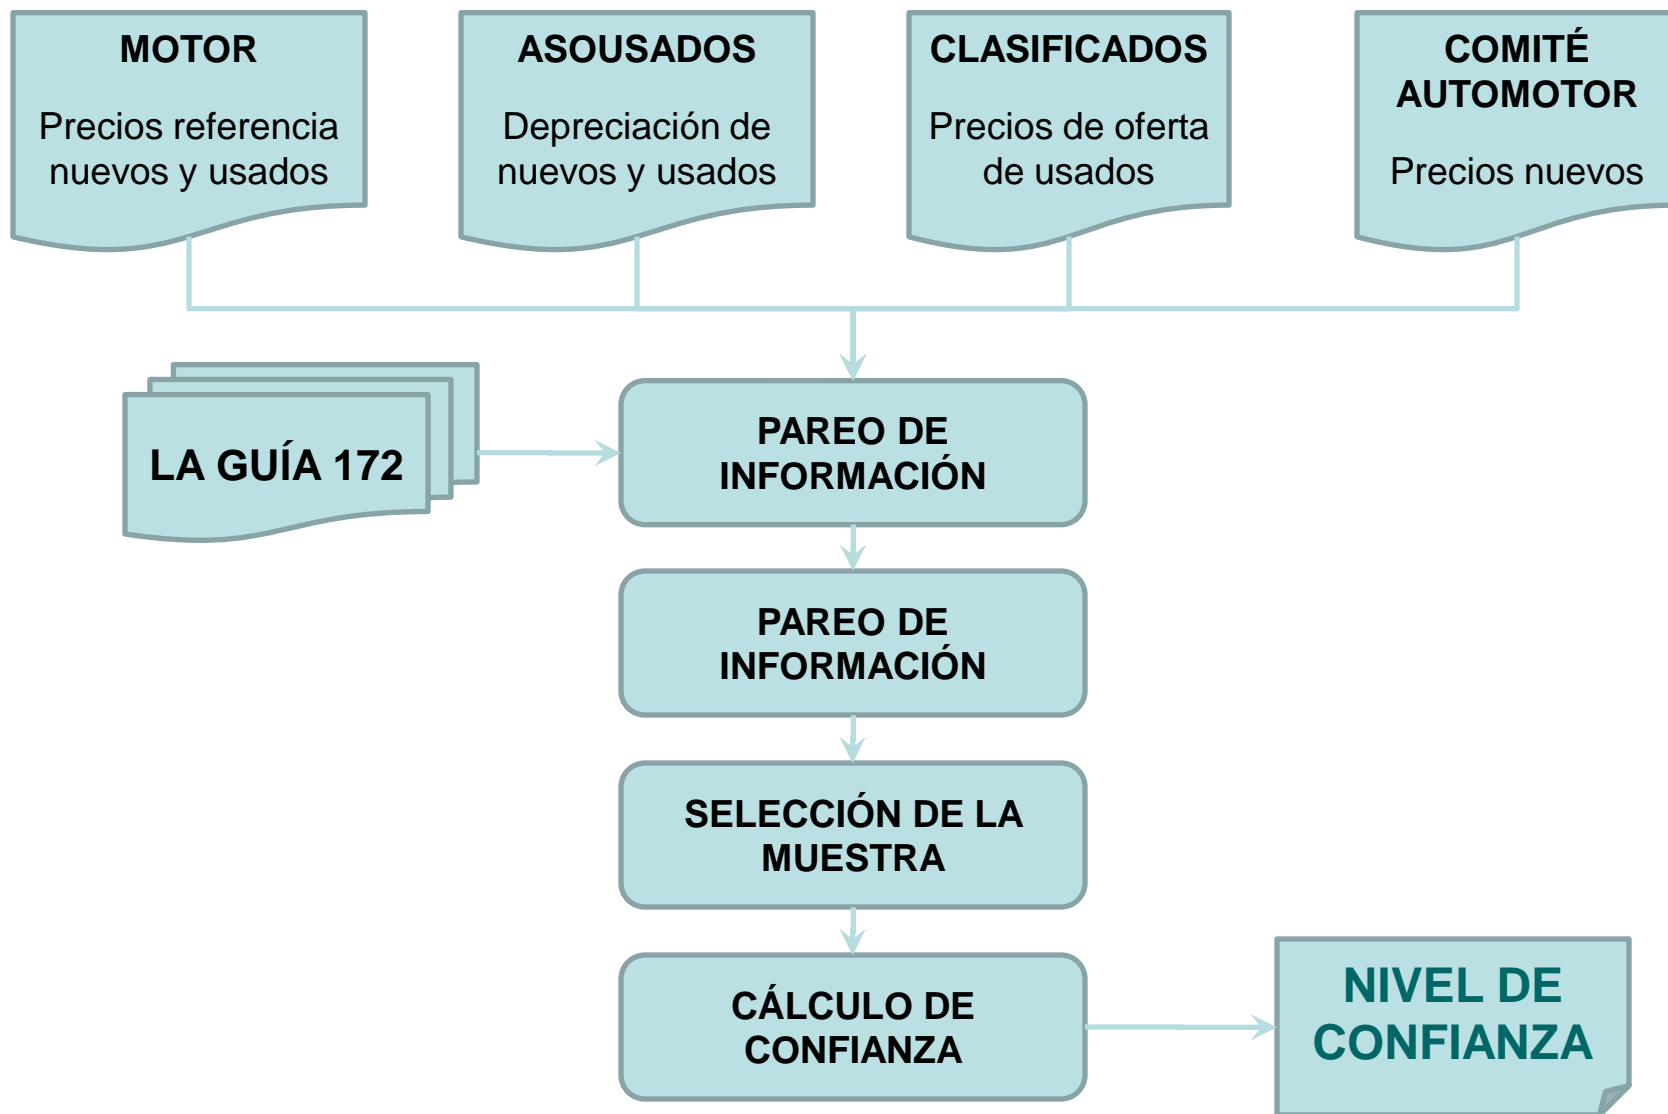 MOTOR
Precios referencia
nuevos y usados
ASOUSADOS
Depreciación de
nuevos y usados
CLASIFICADOS
Precios de oferta
de usados
COMITÉ
AUTOMOTOR
Precios nuevos
LA GUÍA 172
PAREO DE
INFORMACIÓN
PAREO DE
INFORMACIÓN
SELECCIÓN DE LA
MUESTRA
CÁLCULO DE
CONFIANZA
NIVEL DE
CONFIANZA